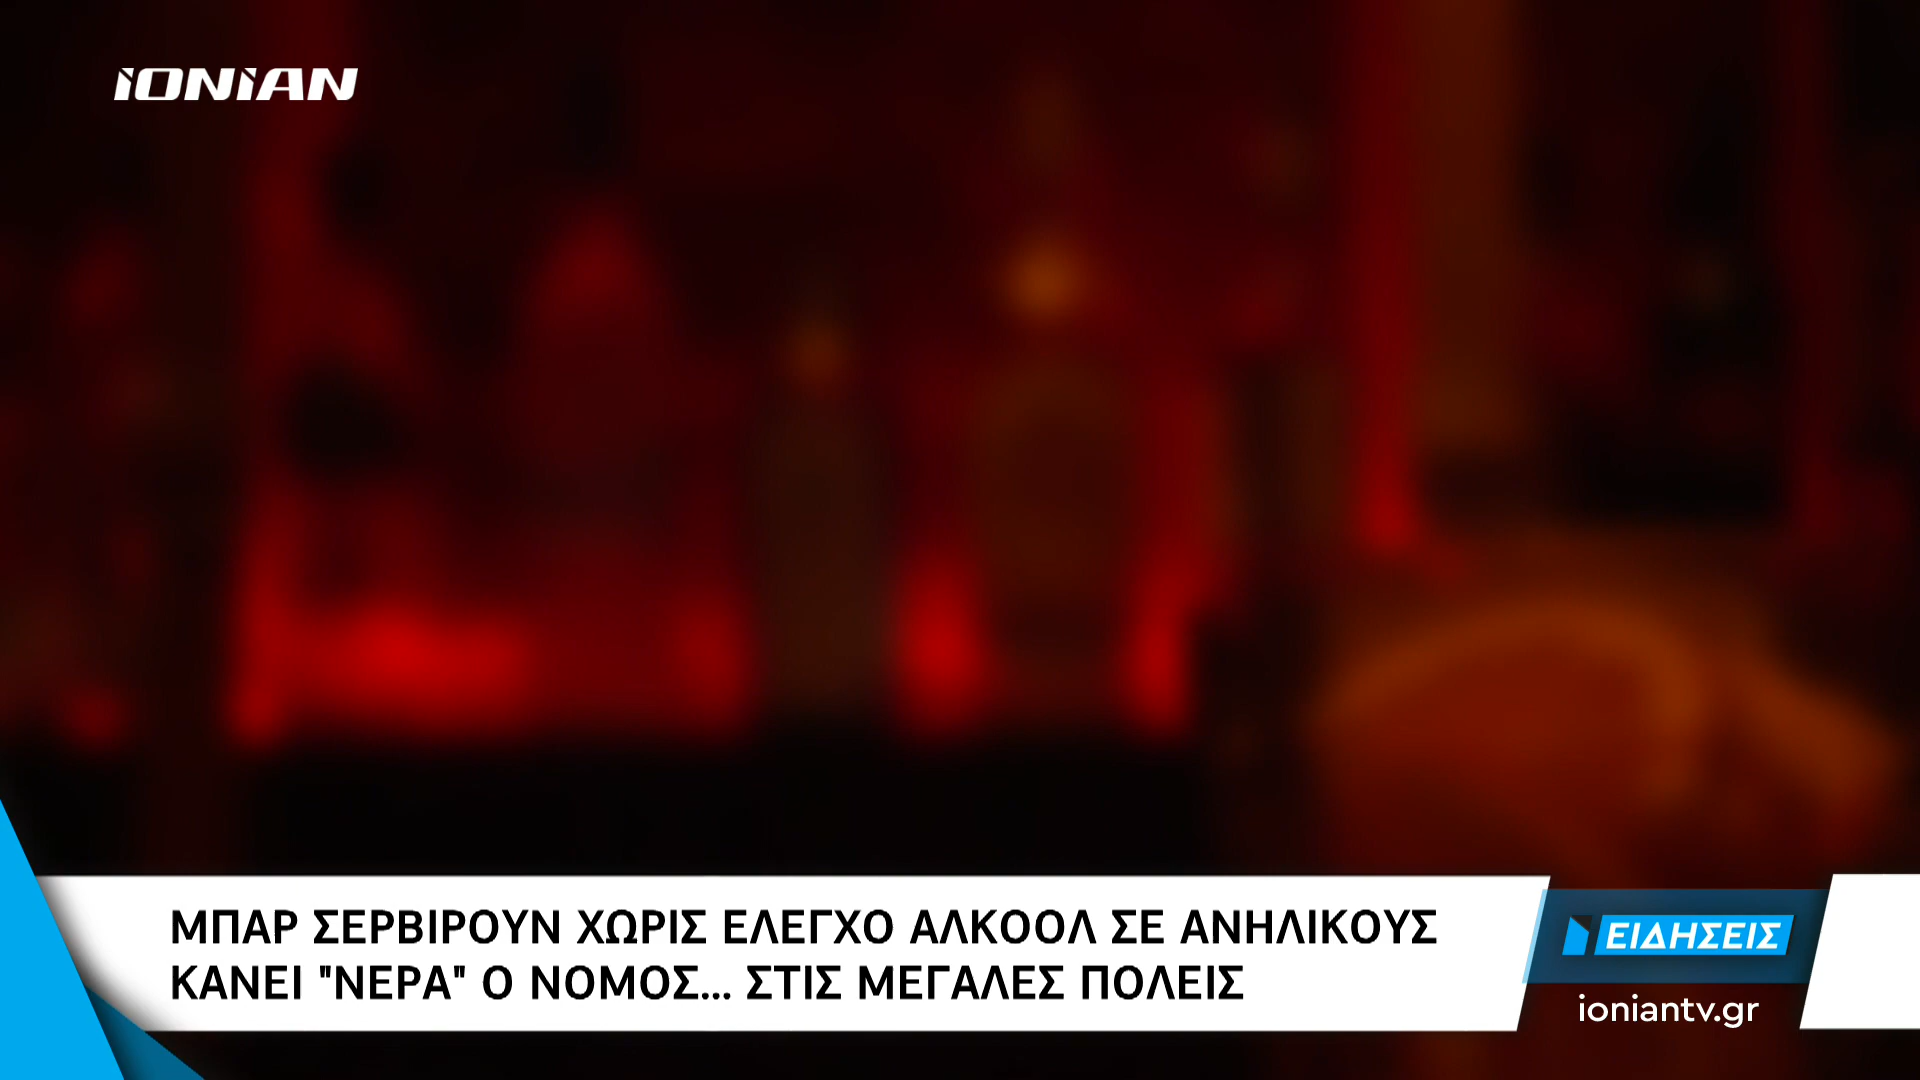 iONiAN
ΜΠΑΡ ΣΕΡΒΙΡΟΥΝ ΧΩΡΙΣ ΕΛΕΓΧΟ ΑΛΚΟΟΛ ΣΕ ΑΝΗΛΙΚΟΥΣ
ΚΑΝΕΙ "ΝΕΡΑ" Ο ΝΟΜΟΣ... ΣΤΙΣ ΜΕΓΑΛΕΣ ΠΟΛΕΙΣ
ΕΙΔΗΣΕΙΣ
ioniantv.gr